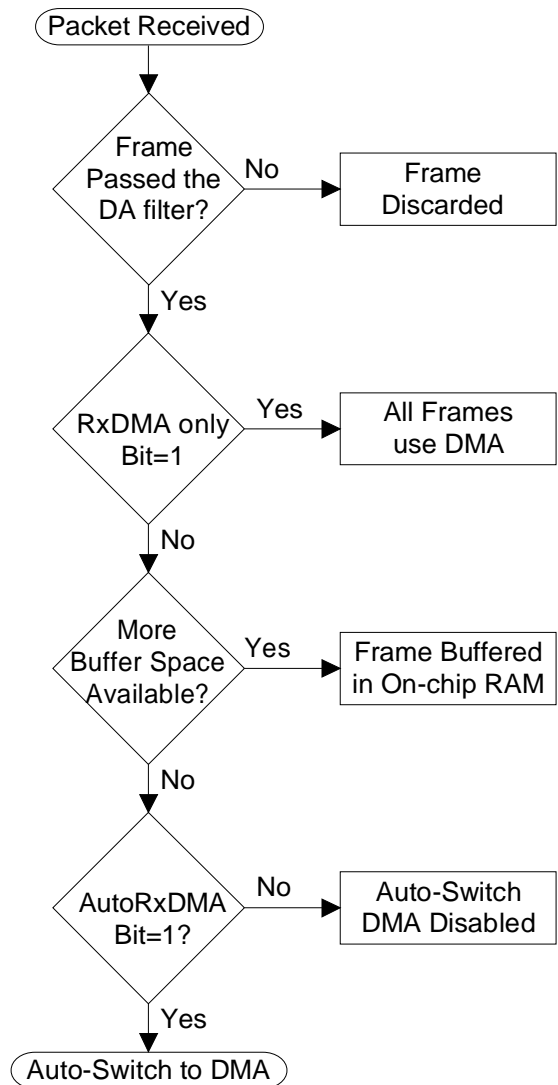 Packet Received
Frame
Passed the
DA filter?
No
Frame
Discarded
Yes
RxDMA only
Bit=1
Yes
All Frames
use DMA
No
More
Buffer Space
Available?
Yes
Frame Buffered
in On-chip RAM
No
AutoRxDMA
Bit=1?
No
Auto-Switch
DMA Disabled
Yes
Auto-Switch to DMA